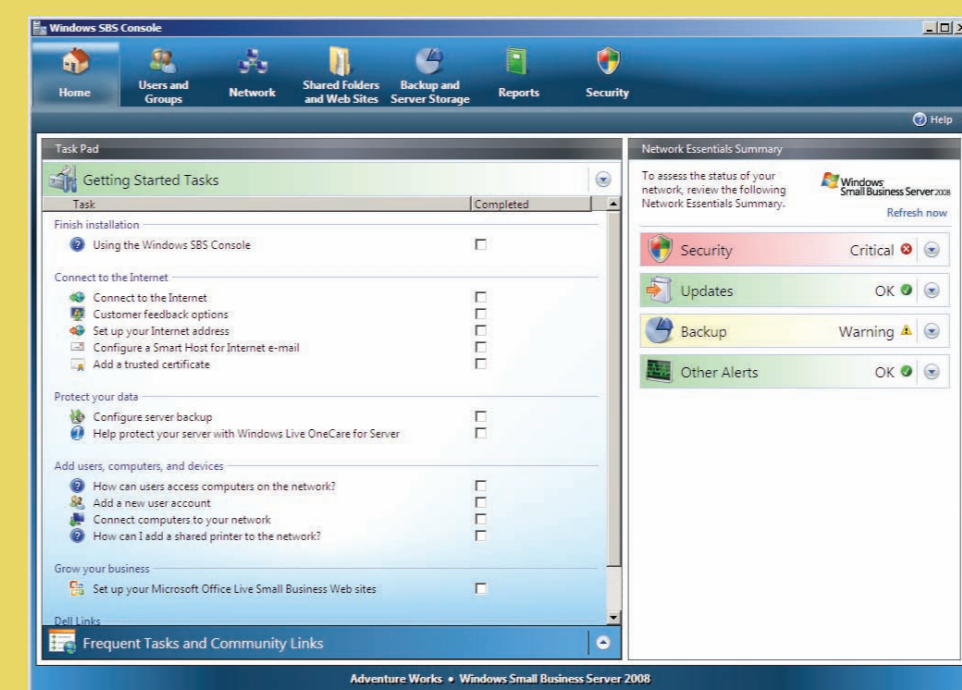 Windows SBS Console
Home
Users and
Groups
Network
Shared Folders
and Web Sites
Backup and
Server Storage
Reports
Security
Help
Task Pad
Getting Started Tasks
Task Completed
Finish installation
Using the Windows SBS Console
Connect to the Internet
Connect to the Internet
Customer feedback options
Set up your Internet address
Configure a Smart Host for Internet e-mail
Add a trusted certificate
Protect your data
Configure server backup
Help protect your server with Windows Live OneCare for Server
Add users, computers, and devices
How can users access computers on the network?
Add a new user account
Connect computers to your network
How can I add a shared printer to the network?
Grow your business
Set up your Microsoft Office Live Small Business Web sites
Dell Links
Frequent Tasks and Community Links
Network Essentials Summary
To assess the status of your
network, review the following
Network Essentials Summary.
Windows
Small Business Server 2008
Refresh now
Security Critical
Updates OK
Backup Warning
Other Alerts OK
Adventure Works • Windows Small Business Server 2008